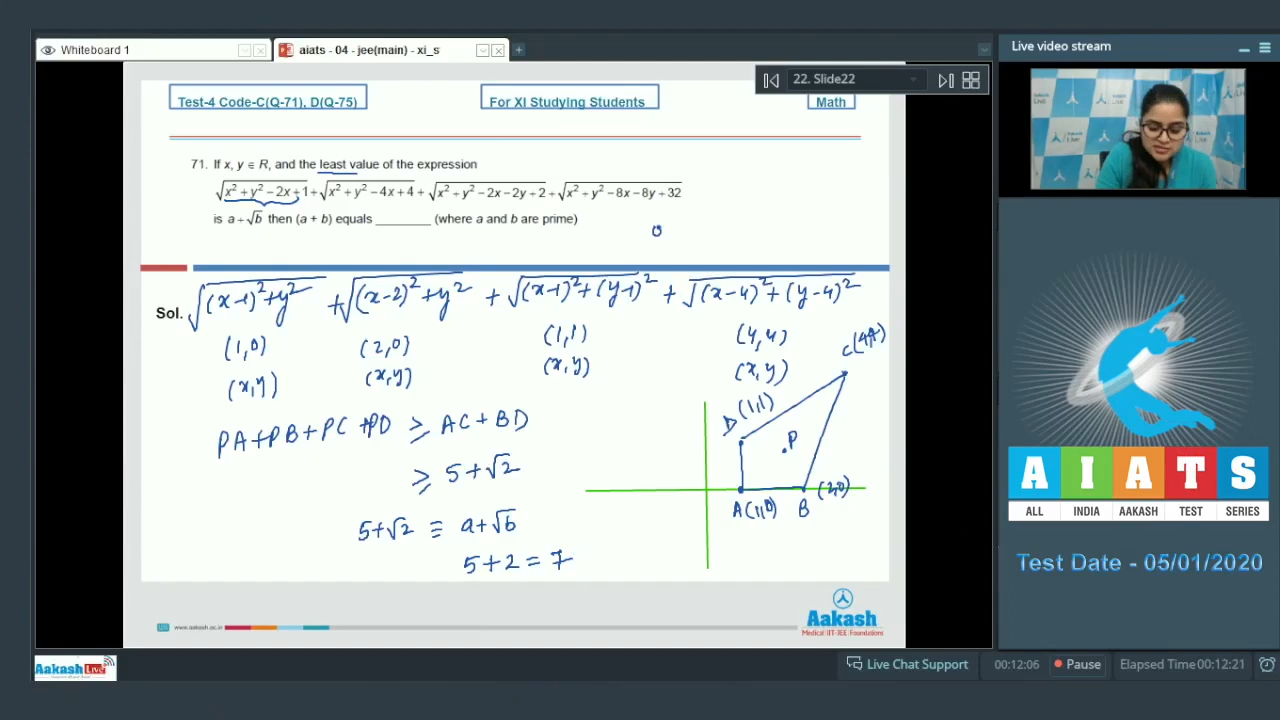 Whiteboard 1
aiats - 04 - jee(main) - xi_s
Live video stream
22. Slide22
Test-4 Code-C(Q-71), D(Q-75)
For XI Studying Students
Math
71. If x, y ∈ R, and the least value of the expression
√(x² + y² − 2x + 1) + √(x² + y² − 4x + 4) + √(x² + y² − 2x − 2y + 2) + √(x² + y² − 8x − 8y + 32)
is a + √b then (a + b) equals ________ (where a and b are prime)
Sol. √((x-1)²+y²) + √((x-2)²+y²) + √((x-1)²+(y-1)²) + √((x-4)²+(y-4)²)
(1,0) (2,0) (1,1) (4,4)
(x,y) (x,y) (x,y) (x,y)
PA+PB+PC+PD ≥ AC+BD
≥ 5+√2
5+√2 ≡ a+√b
5+2=7
C(4,4)
D (1,1)
P
A(1,0) B (2,0)
www.aakash.ac.in
Aakash
Medical|IIT-JEE|Foundations
AIATS
ALL INDIA AAKASH TEST SERIES
Test Date - 05/01/2020
Aakash Live
Live Chat Support
00:12:06
Pause
Elapsed Time 00:12:21